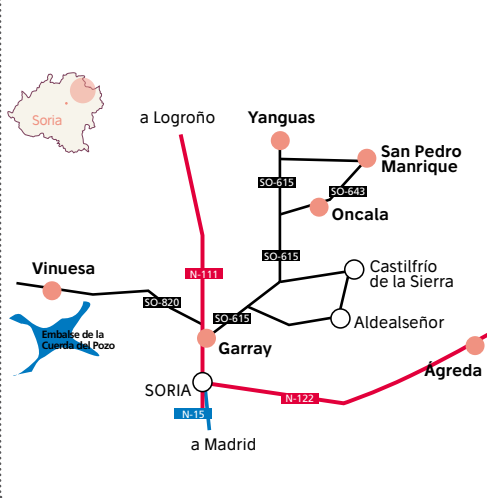 Soria
a Logroño
Yanguas
San Pedro
Manrique
SO-615
SO-643
Oncala
SO-615
Castilfrío
de la Sierra
Vinuesa
N-111
SO-820
SO-615
Aldealseñor
Embalse de la
Cuerda del Pozo
Garray
Ágreda
SORIA
N-122
N-15
a Madrid